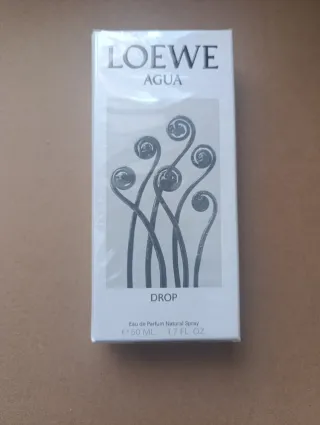 LOEWE
AGUA
DROP
Eau de Parfum Natural Spray
℮ 50 ML. 1.7 FL. OZ.